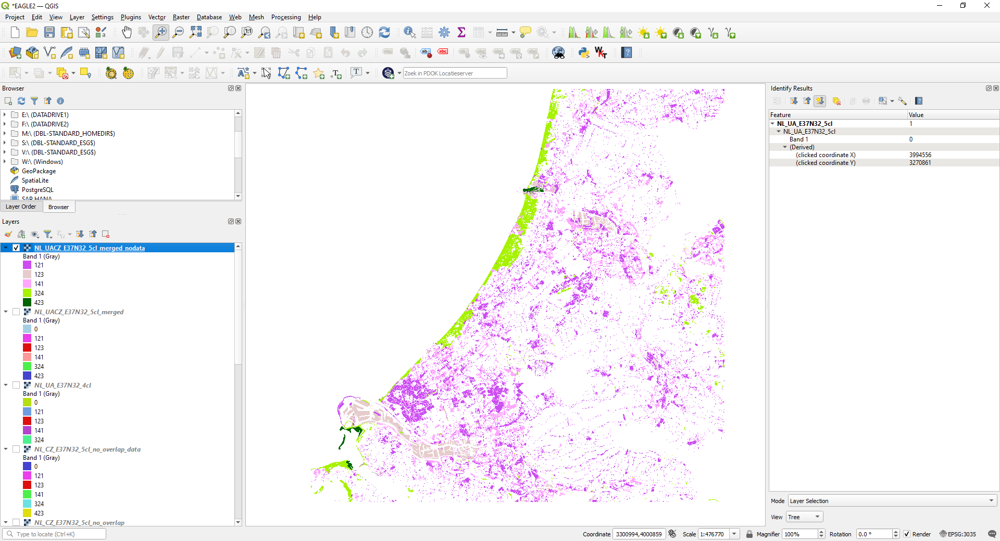 *EAGLE2 — QGIS
Project Edit View Layer Settings Plugins Vector Raster Database Web Mesh Processing Help
Zoek in PDOK Locatieserver
Browser
E:\ (DATADRIVE1)
F:\ (DATADRIVE2)
M:\ (DBL-STANDARD_HOMEDIR$)
S:\ (DBL-STANDARD_ESG$)
V:\ (DBL-STANDARD_ESG$)
W:\ (Windows)
GeoPackage
SpatiaLite
PostgreSQL
SAP HANA
Layer Order Browser
Layers
NL_UACZ_E37N32_5cl_merged_nodata
Band 1 (Gray)
121
123
141
324
423
NL_UACZ_E37N32_5cl_merged
Band 1 (Gray)
0
121
123
141
324
423
NL_UA_E37N32_4cl
Band 1 (Gray)
0
121
123
141
324
NL_CZ_E37N32_5cl_no_overlap_data
Band 1 (Gray)
0
121
123
141
324
423
NL_CZ_E37N32_5cl_no_overlap
Identify Results
Feature Value
NL_UA_E37N32_5cl 1
NL_UA_E37N32_5cl
Band 1 0
(Derived)
(clicked coordinate X) 3994556
(clicked coordinate Y) 3270861
Mode Layer Selection
View Tree
Type to locate (Ctrl+K)
Coordinate 3300994,4000859 Scale 1:476770 Magnifier 100% Rotation 0.0 ° Render EPSG:3035